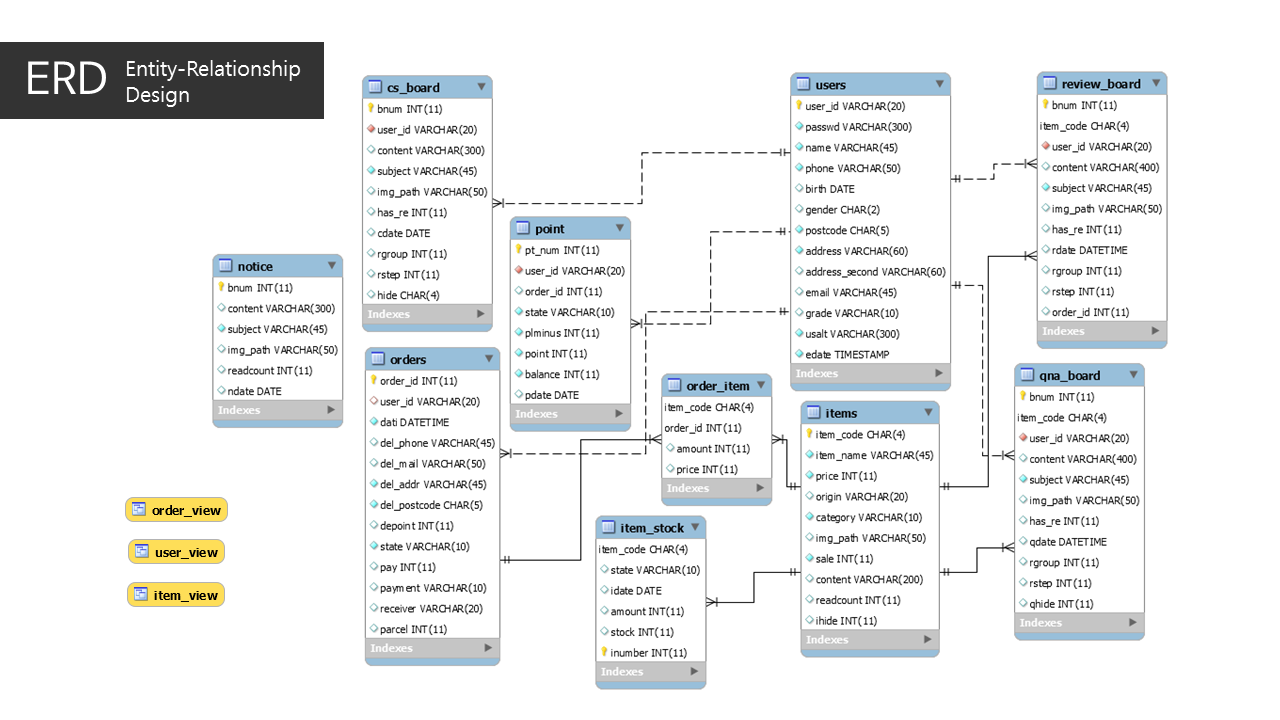 ERD
Entity-Relationship
Design
cs_board
bnum INT(11)
user_id VARCHAR(20)
content VARCHAR(300)
subject VARCHAR(45)
img_path VARCHAR(50)
has_re INT(11)
cdate DATE
rgroup INT(11)
rstep INT(11)
hide CHAR(4)
Indexes
users
user_id VARCHAR(20)
passwd VARCHAR(300)
name VARCHAR(45)
phone VARCHAR(50)
birth DATE
gender CHAR(2)
postcode CHAR(5)
address VARCHAR(60)
address_second VARCHAR(60)
email VARCHAR(45)
grade VARCHAR(10)
usalt VARCHAR(300)
edate TIMESTAMP
Indexes
review_board
bnum INT(11)
item_code CHAR(4)
user_id VARCHAR(20)
content VARCHAR(400)
subject VARCHAR(45)
img_path VARCHAR(50)
has_re INT(11)
rdate DATETIME
rgroup INT(11)
rstep INT(11)
order_id INT(11)
Indexes
point
pt_num INT(11)
user_id VARCHAR(20)
order_id INT(11)
state VARCHAR(10)
plminus INT(11)
point INT(11)
balance INT(11)
pdate DATE
Indexes
notice
bnum INT(11)
content VARCHAR(300)
subject VARCHAR(45)
img_path VARCHAR(50)
readcount INT(11)
ndate DATE
Indexes
orders
order_id INT(11)
user_id VARCHAR(20)
dati DATETIME
del_phone VARCHAR(45)
del_mail VARCHAR(50)
del_addr VARCHAR(45)
del_postcode CHAR(5)
depoint INT(11)
state VARCHAR(10)
pay INT(11)
payment VARCHAR(10)
receiver VARCHAR(20)
parcel INT(11)
Indexes
order_item
item_code CHAR(4)
order_id INT(11)
amount INT(11)
price INT(11)
Indexes
items
item_code CHAR(4)
item_name VARCHAR(45)
price INT(11)
origin VARCHAR(20)
category VARCHAR(10)
img_path VARCHAR(50)
sale INT(11)
content VARCHAR(200)
readcount INT(11)
ihide INT(11)
Indexes
qna_board
bnum INT(11)
item_code CHAR(4)
user_id VARCHAR(20)
content VARCHAR(400)
subject VARCHAR(45)
img_path VARCHAR(50)
has_re INT(11)
qdate DATETIME
rgroup INT(11)
rstep INT(11)
qhide INT(11)
Indexes
item_stock
item_code CHAR(4)
state VARCHAR(10)
idate DATE
amount INT(11)
stock INT(11)
inumber INT(11)
Indexes
order_view
user_view
item_view